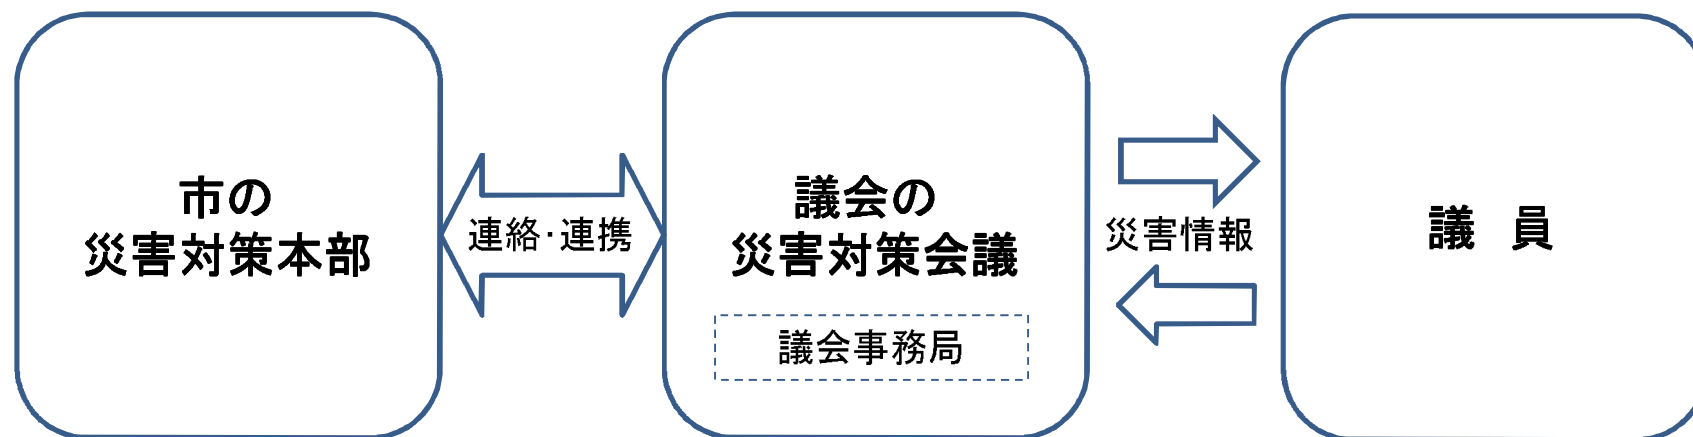 市の
災害対策本部
連絡・連携
議会の
災害対策会議
議会事務局
災害情報
議　員